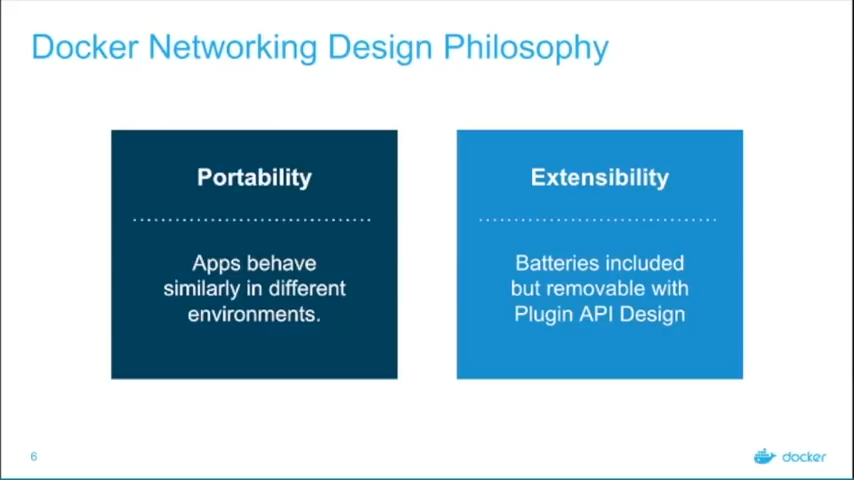 Docker Networking Design Philosophy
Portability
Apps behave
similarly in different
environments.
Extensibility
Batteries included
but removable with
Plugin API Design
6
docker